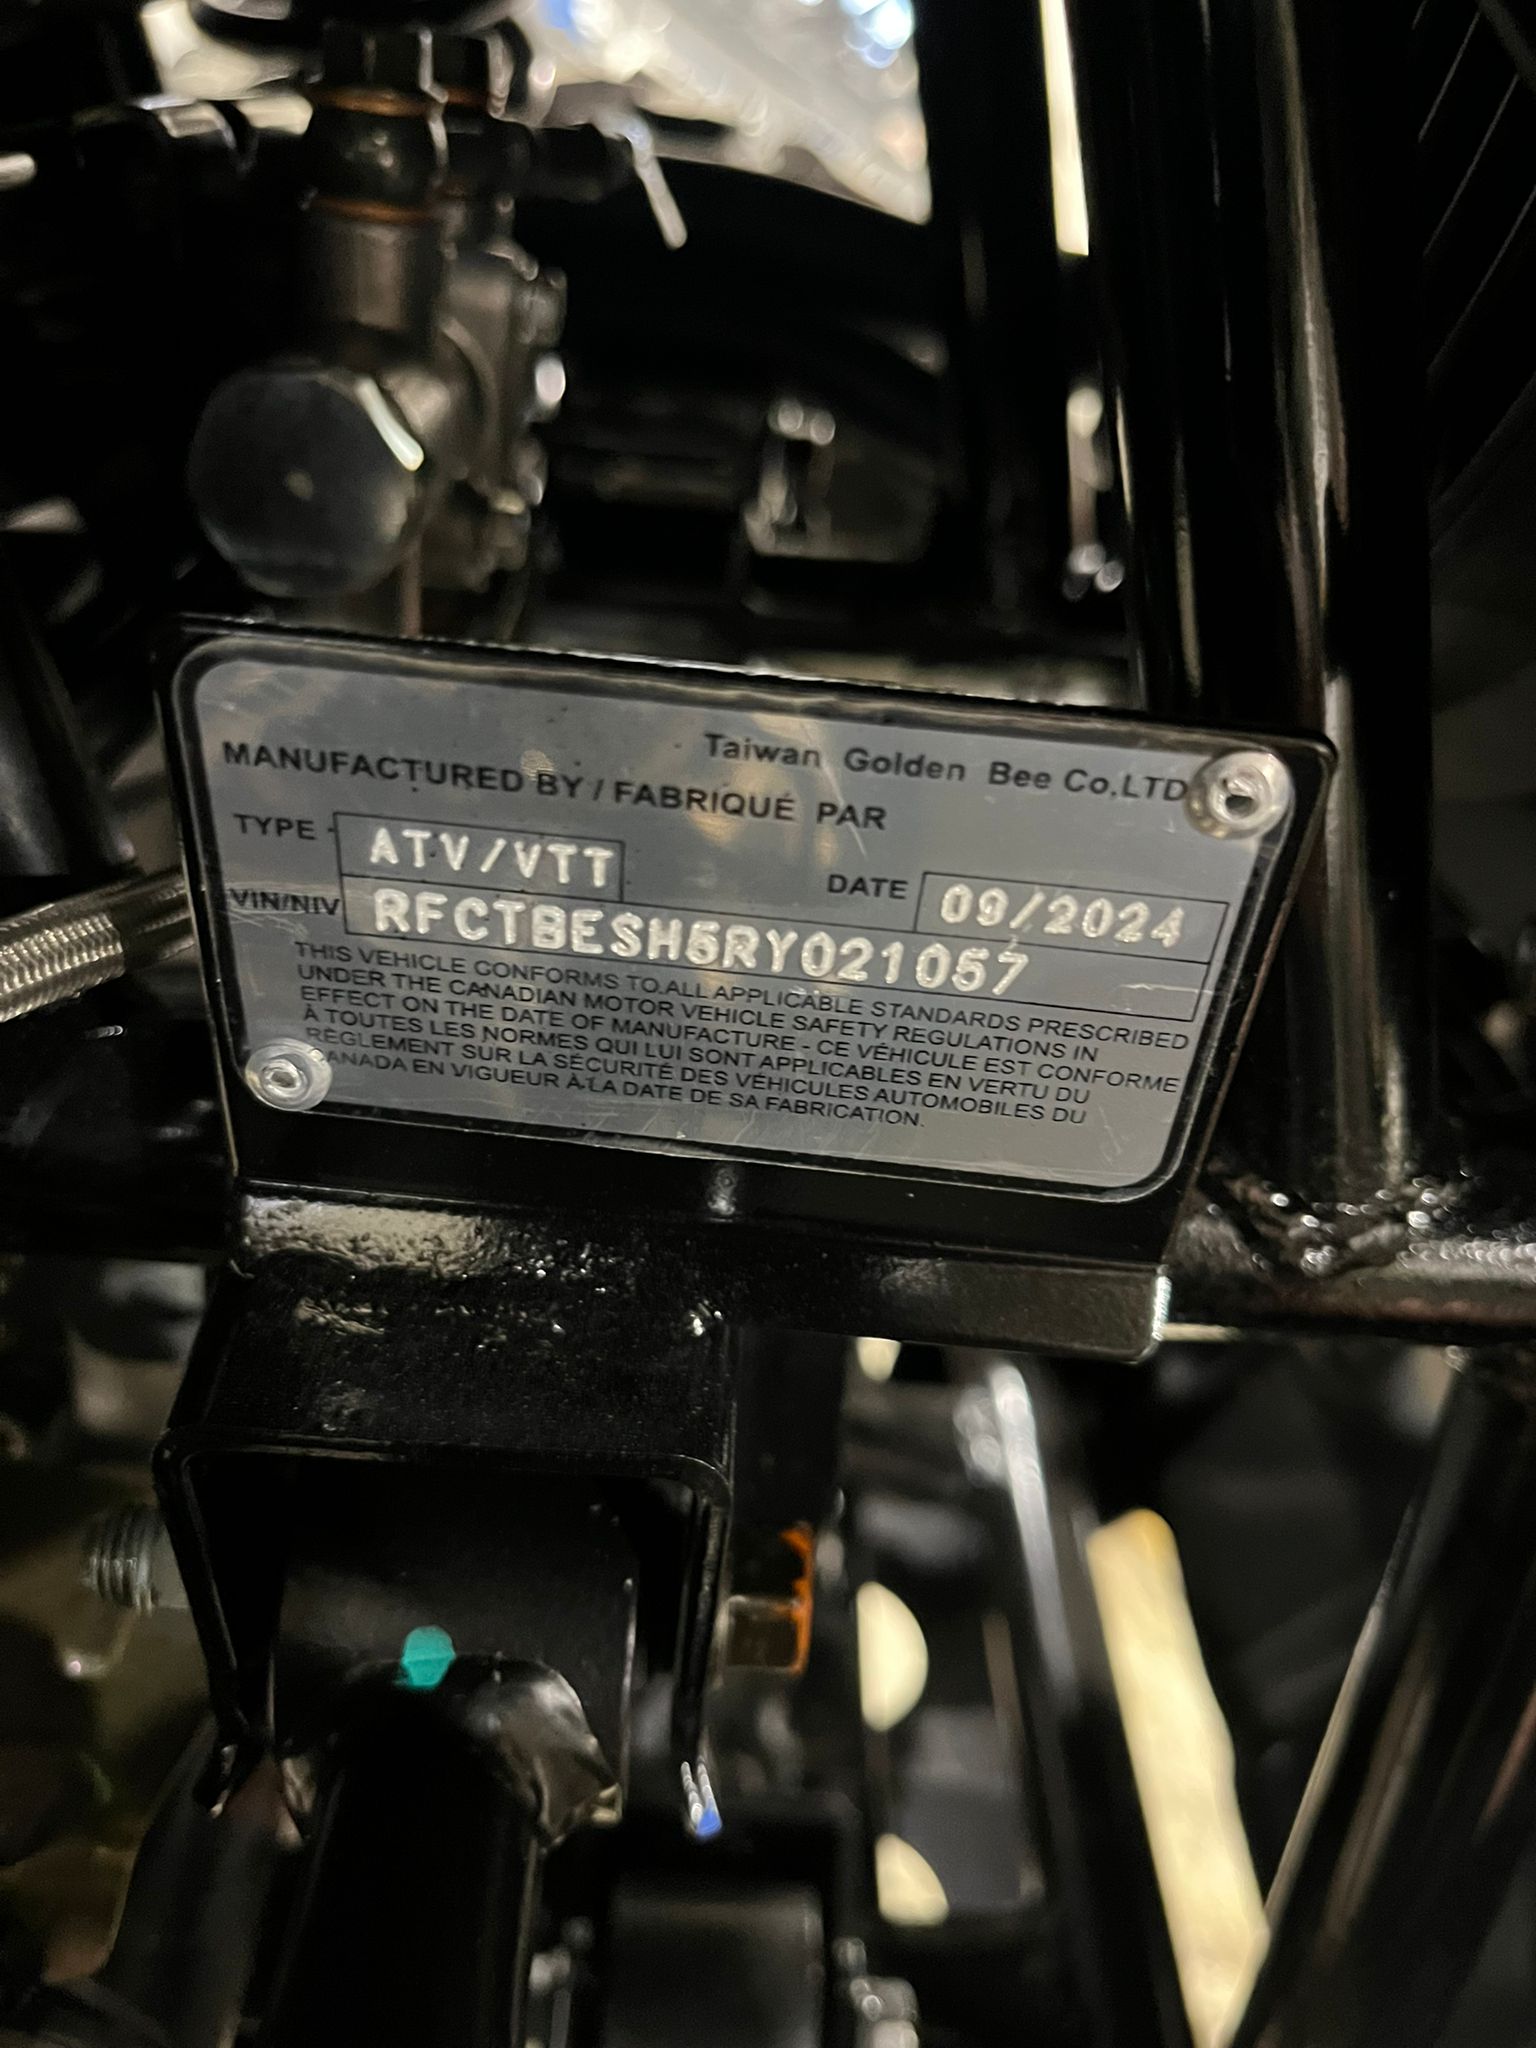 Taiwan Golden Bee Co,LTD
MANUFACTURED BY / FABRIQUÉ PAR
TYPE ATV/VTT
DATE 09/2024
VIN/NIV RFCTBESH5RY021057
THIS VEHICLE CONFORMS TO ALL APPLICABLE STANDARDS PRESCRIBED
UNDER THE CANADIAN MOTOR VEHICLE SAFETY REGULATIONS IN
EFFECT ON THE DATE OF MANUFACTURE - CE VÉHICULE EST CONFORME
À TOUTES LES NORMES QUI LUI SONT APPLICABLES EN VERTU DU
RÈGLEMENT SUR LA SÉCURITÉ DES VÉHICULES AUTOMOBILES DU
CANADA EN VIGUEUR À LA DATE DE SA FABRICATION.